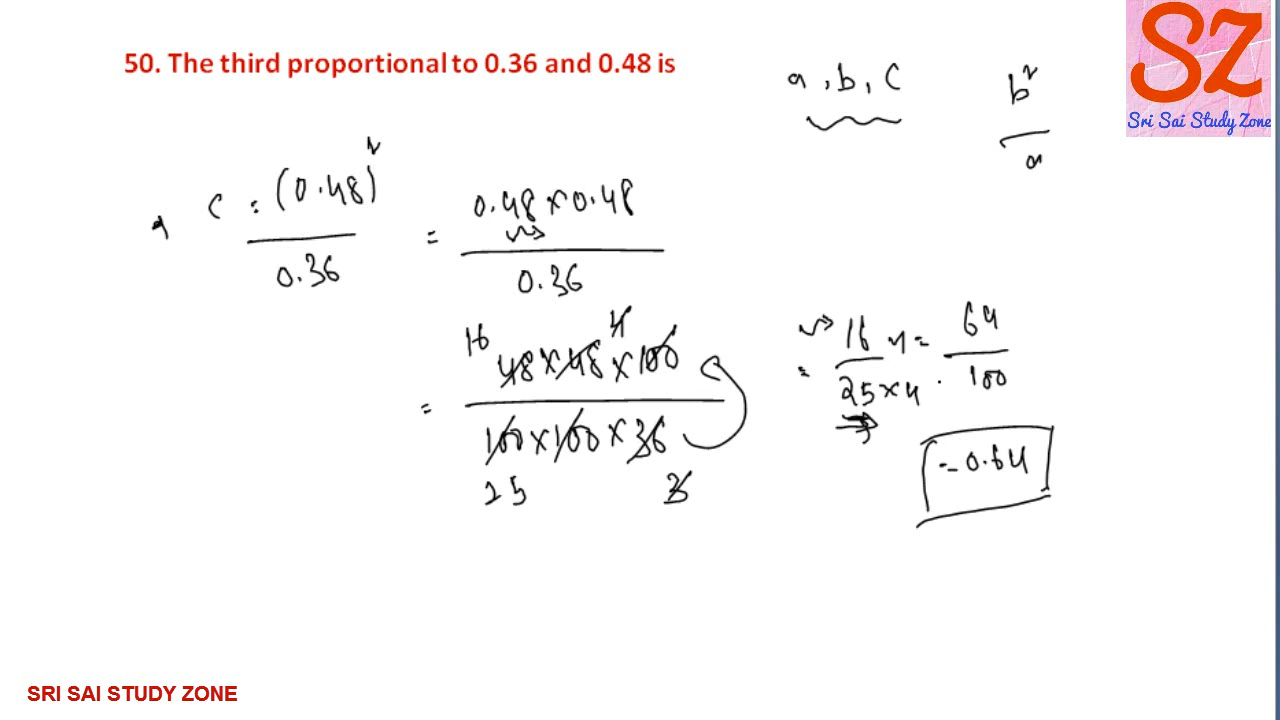 50. The third proportional to 0.36 and 0.48 is
SZ
Sri Sai Study Zone
a, b, c
b²
a
c = (0.48)²
0.36
= 0.48 × 0.48
0.36
= 48 × 48 × 100
100 × 100 × 36
16
4
25
3
= 16 × 4 = 64
25 × 4 100
= 0.64
SRI SAI STUDY ZONE